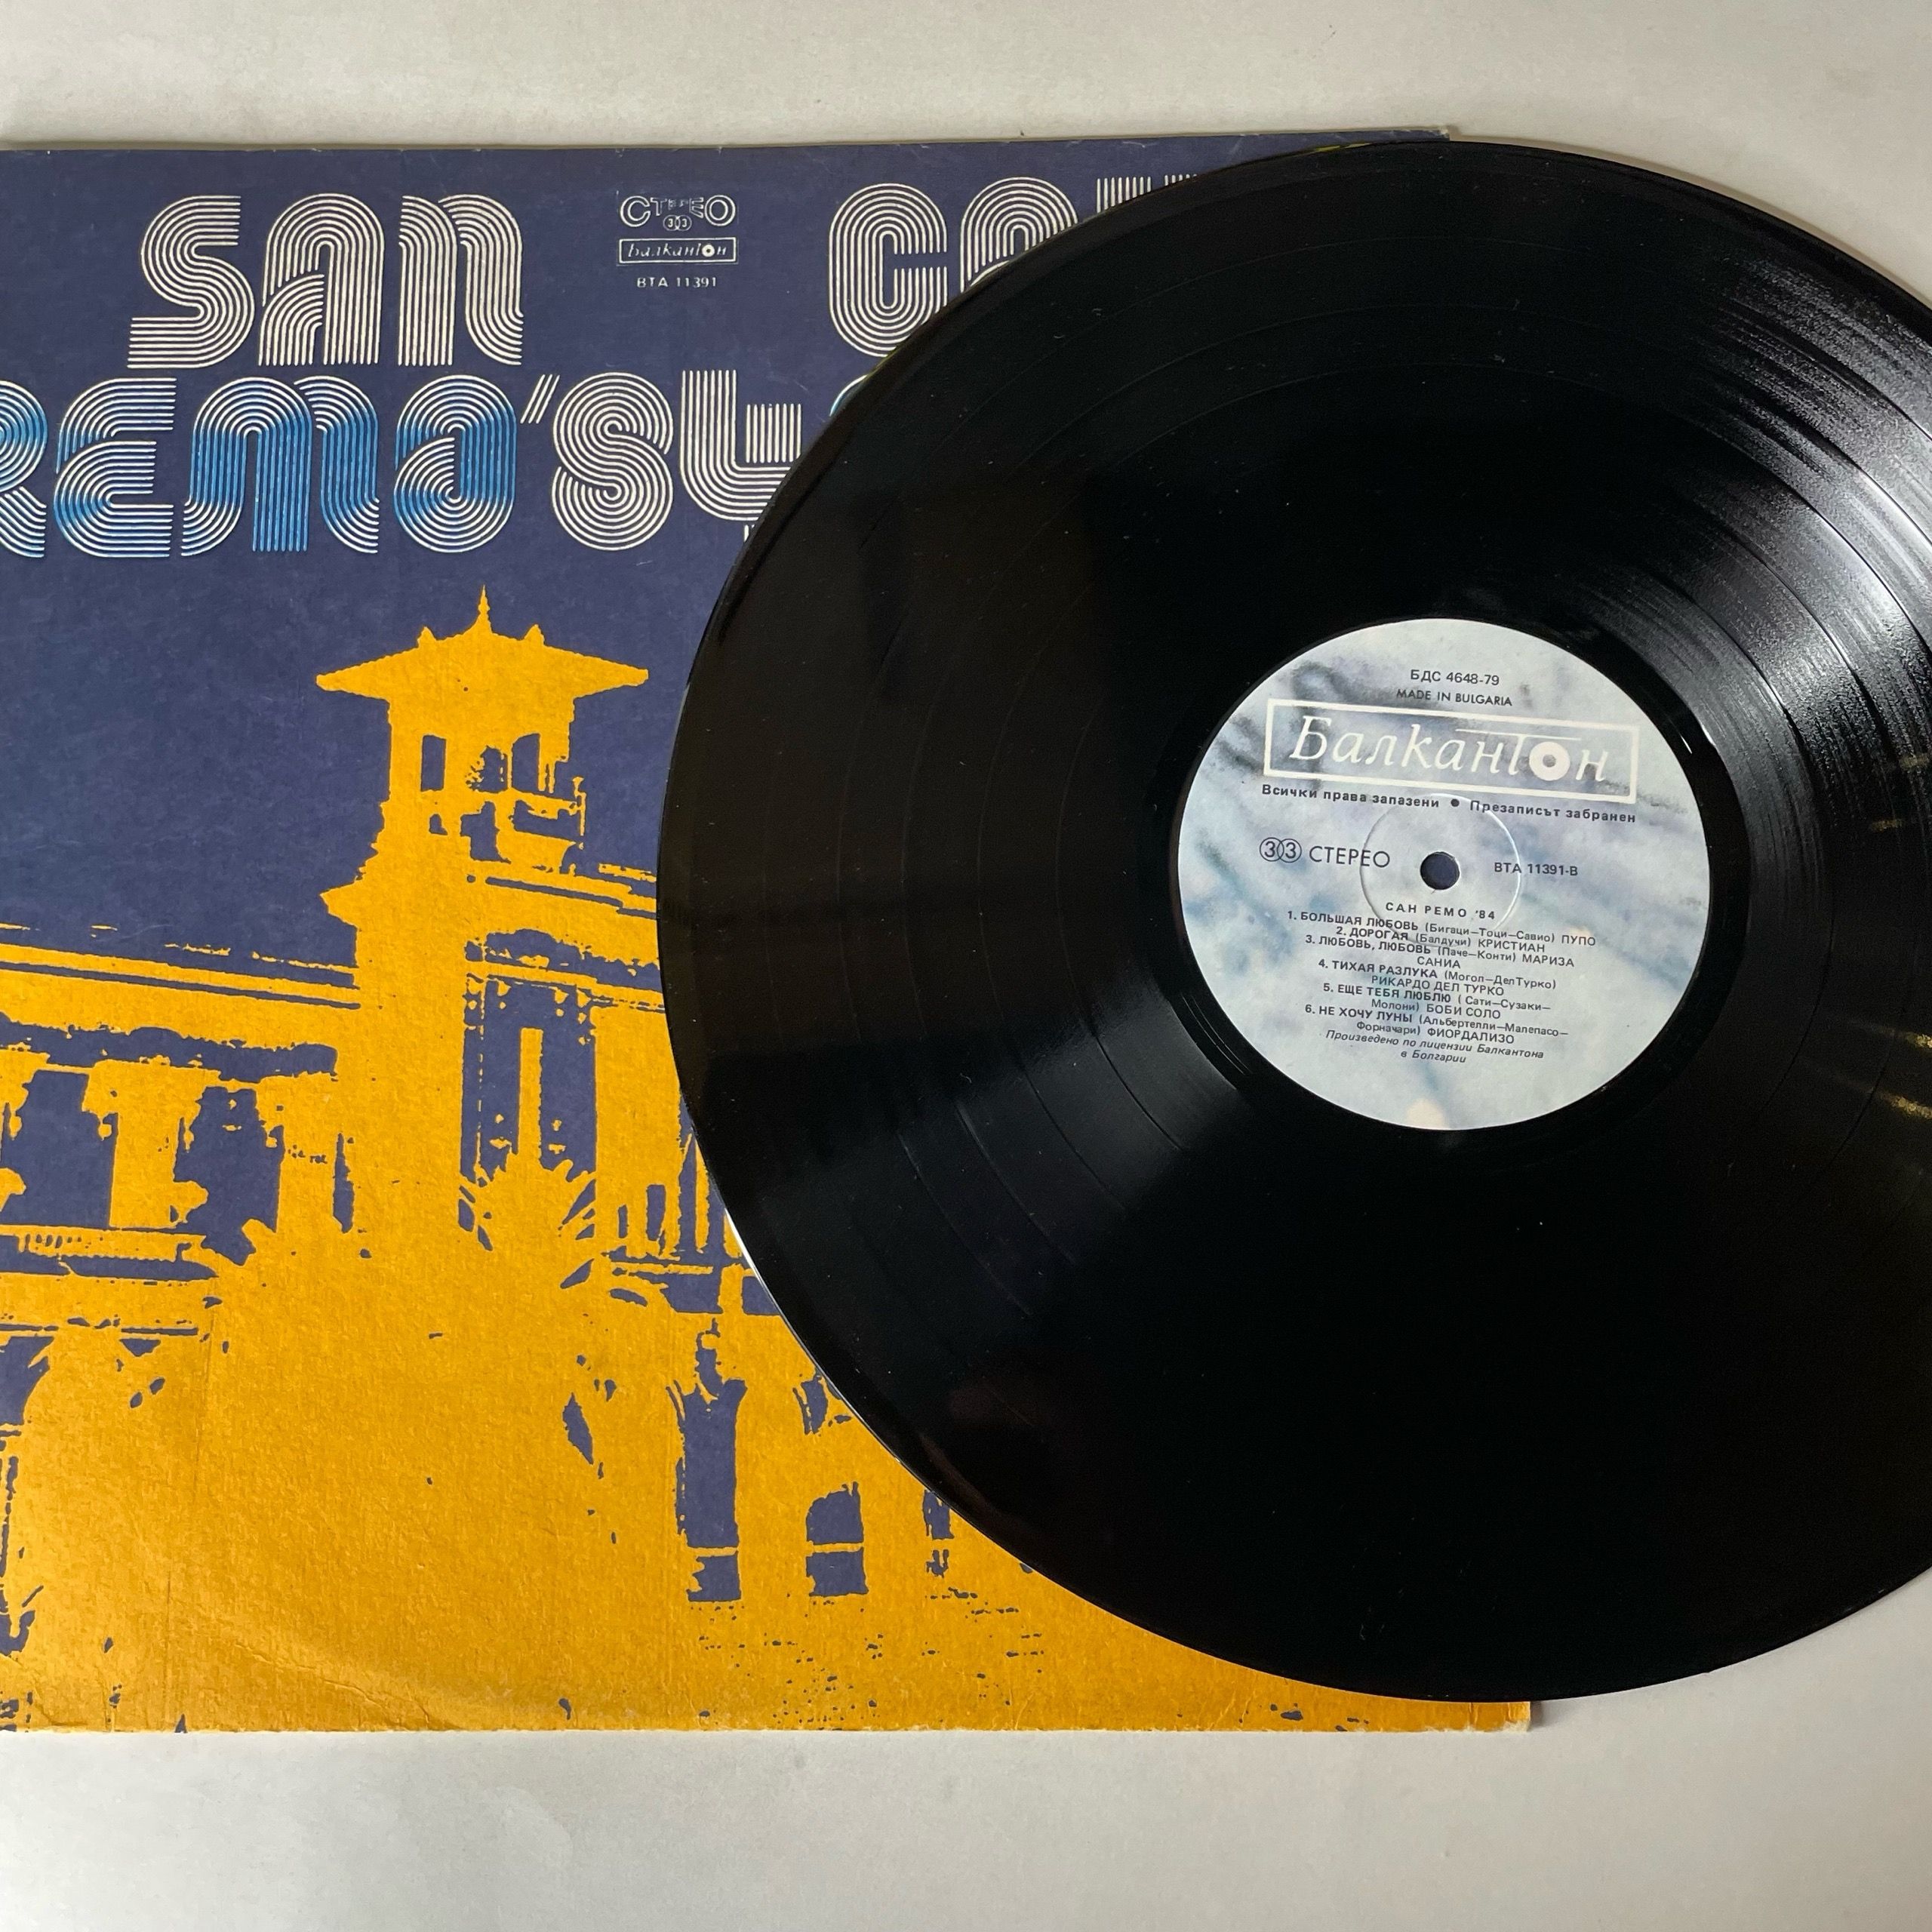 SAN
REMO'84
СТЕРЕО
33
Балкантон
ВТА 11391
БДС 4648-79
MADE IN BULGARIA
Балкантон
Всички права запазени ● Презаписът забранен
33 СТЕРЕО
ВТА 11391-В
САН РЕМО '84
1. БОЛЬШАЯ ЛЮБОВЬ (Бигаци—Тоци—Савио) ПУПО
2. ДОРОГАЯ (Балдучи) КРИСТИАН
3. ЛЮБОВЬ, ЛЮБОВЬ (Паче—Конти) МАРИЗА
САНИА
4. ТИХАЯ РАЗЛУКА (Могол—ДелТурко)
РИКАРДО ДЕЛ ТУРКО
5. ЕЩЕ ТЕБЯ ЛЮБЛЮ (Сати—Сузаки—
Молони) БОБИ СОЛО
6. НЕ ХОЧУ ЛУНЫ (Альбертелли—Малепасо—
Форначари) ФИОРДАЛИЗО
Произведено по лицензии Балкантона
в Болгарии